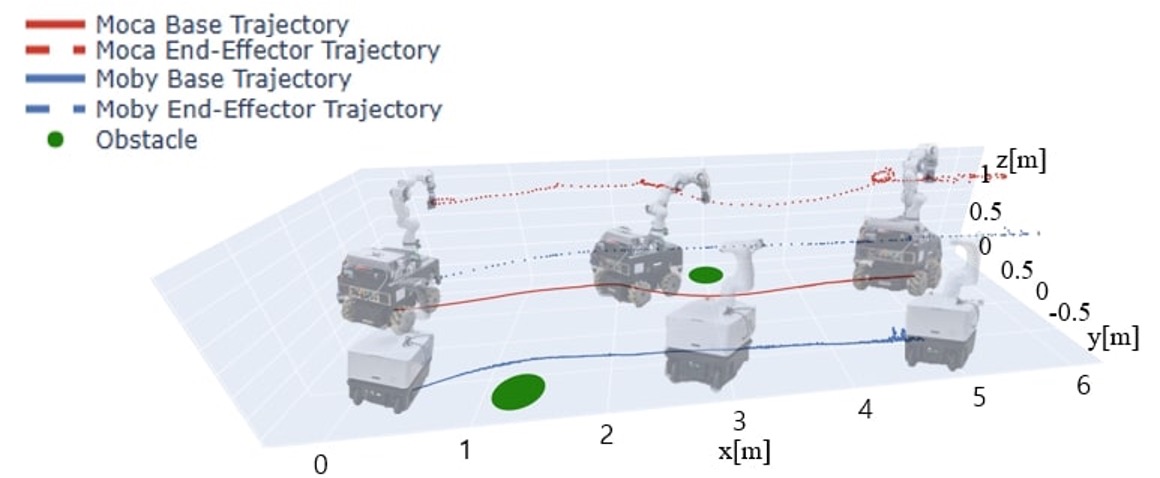 Moca Base Trajectory
Moca End-Effector Trajectory
Moby Base Trajectory
Moby End-Effector Trajectory
Obstacle
z[m]
1
0.5
0
0.5
0
-0.5
y[m]
0 1 2 3 4 5 6
x[m]